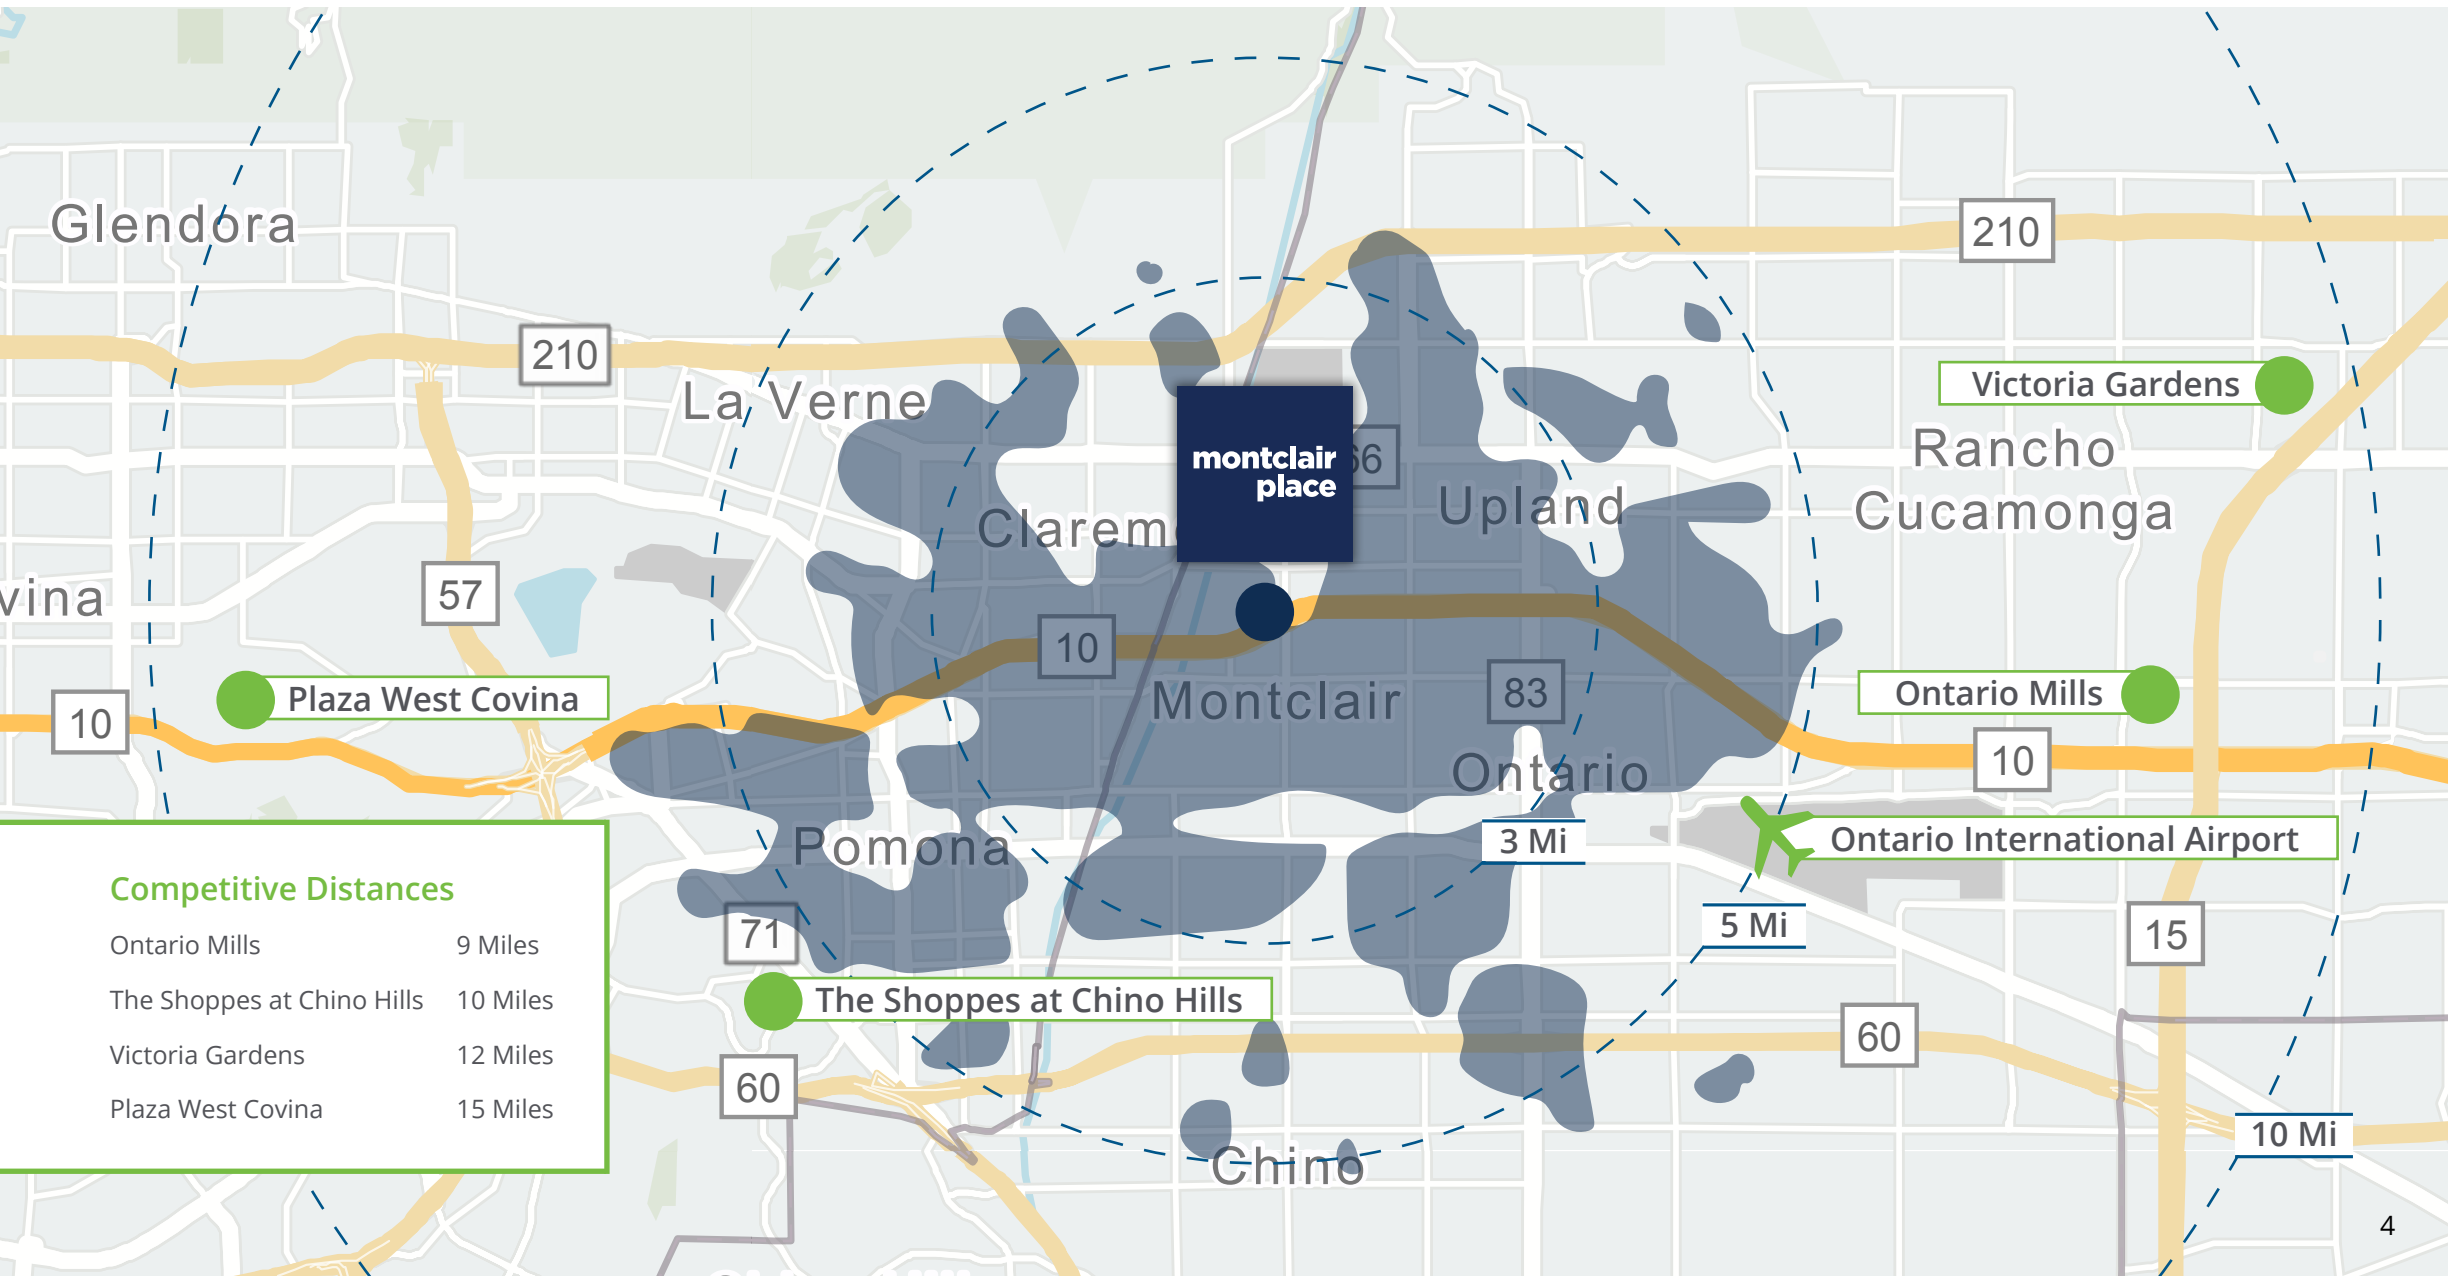 Glendora
210
210
La Verne
Victoria Gardens
montclair
place
66
Rancho
Cucamonga
Upland
Clarem
vina
57
10
Montclair
83
Plaza West Covina
10
Ontario Mills
10
Ontario
Pomona
3 Mi
Ontario International Airport
Competitive Distances
Ontario Mills 9 Miles
The Shoppes at Chino Hills 10 Miles
Victoria Gardens 12 Miles
Plaza West Covina 15 Miles
71
5 Mi
15
The Shoppes at Chino Hills
60
60
10 Mi
Chino
4